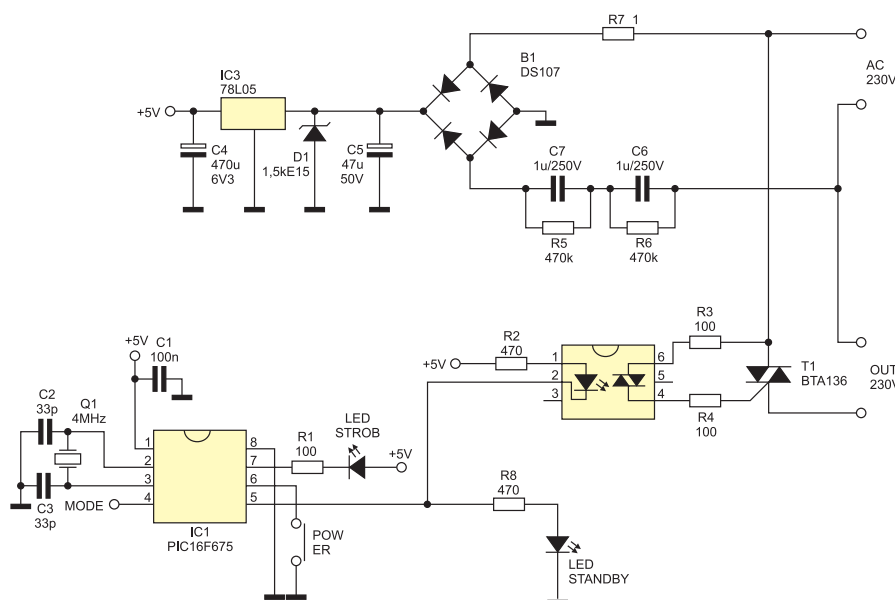 R7 1
B1
DS107
AC
230V
IC3
78L05
+5V
C4
470u
6V3
D1
1,5kE15
C5
47u
50V
C7
1u/250V
C6
1u/250V
R5
470k
R6
470k
R3
100
R2
470
+5V
1
2
3
6
5
4
T1
BTA136
OUT
230V
R4
100
C1
100n
+5V
C2
33p
Q1
4MHz
C3
33p
MODE
1
2
3
4
8
7
6
5
IC1
PIC16F675
R1
100
LED
STROB
+5V
POW
ER
R8
470
LED
STANDBY